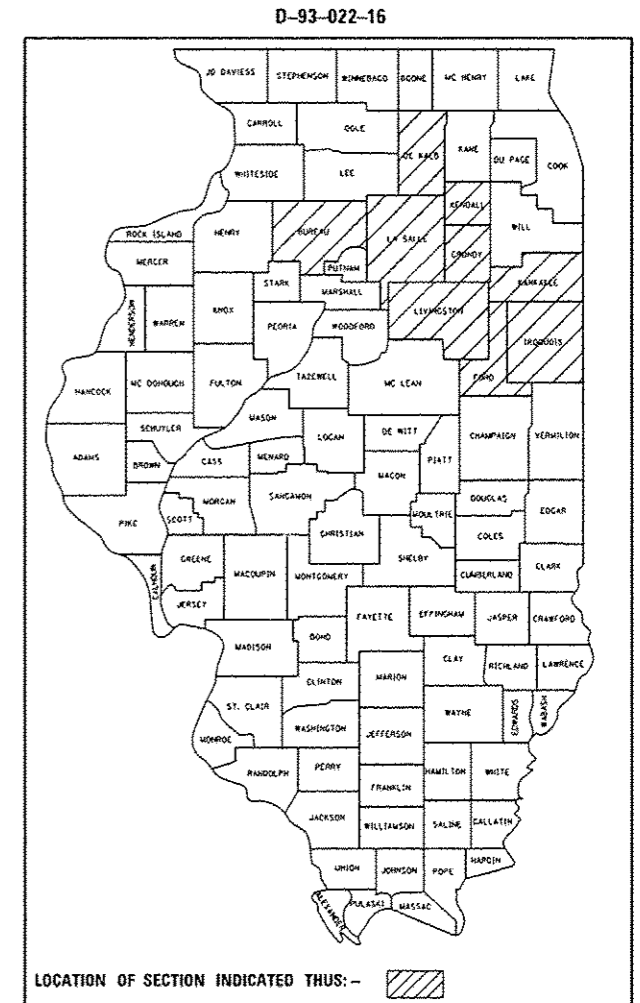 D-93-022-16
JO DAVIESS STEPHENSON WINNEBAGO BOONE MC HENRY LAKE
CARROLL OGLE DE KALB KANE DU PAGE COOK
WHITESIDE LEE KENDALL WILL
ROCK ISLAND HENRY BUREAU LA SALLE GRUNDY
MERCER STARK PUTNAM MARSHALL KANKAKEE
HENDERSON WARREN KNOX PEORIA WOODFORD LIVINGSTON FORD IROQUOIS
HANCOCK MC DONOUGH FULTON TAZEWELL MC LEAN
ADAMS SCHUYLER MASON LOGAN DE WITT CHAMPAIGN VERMILION
BROWN CASS MENARD MACON PIATT
PIKE SCOTT MORGAN SANGAMON CHRISTIAN MOULTRIE DOUGLAS EDGAR
COLES
CALHOUN GREENE MACOUPIN MONTGOMERY SHELBY CUMBERLAND CLARK
JERSEY FAYETTE EFFINGHAM JASPER CRAWFORD
MADISON BOND CLAY RICHLAND LAWRENCE
CLINTON MARION
ST. CLAIR WAYNE EDWARDS WABASH
MONROE WASHINGTON JEFFERSON
RANDOLPH PERRY HAMILTON WHITE
FRANKLIN
JACKSON WILLIAMSON SALINE GALLATIN
UNION JOHNSON POPE HARDIN
ALEXANDER PULASKI MASSAC
LOCATION OF SECTION INDICATED THUS: -